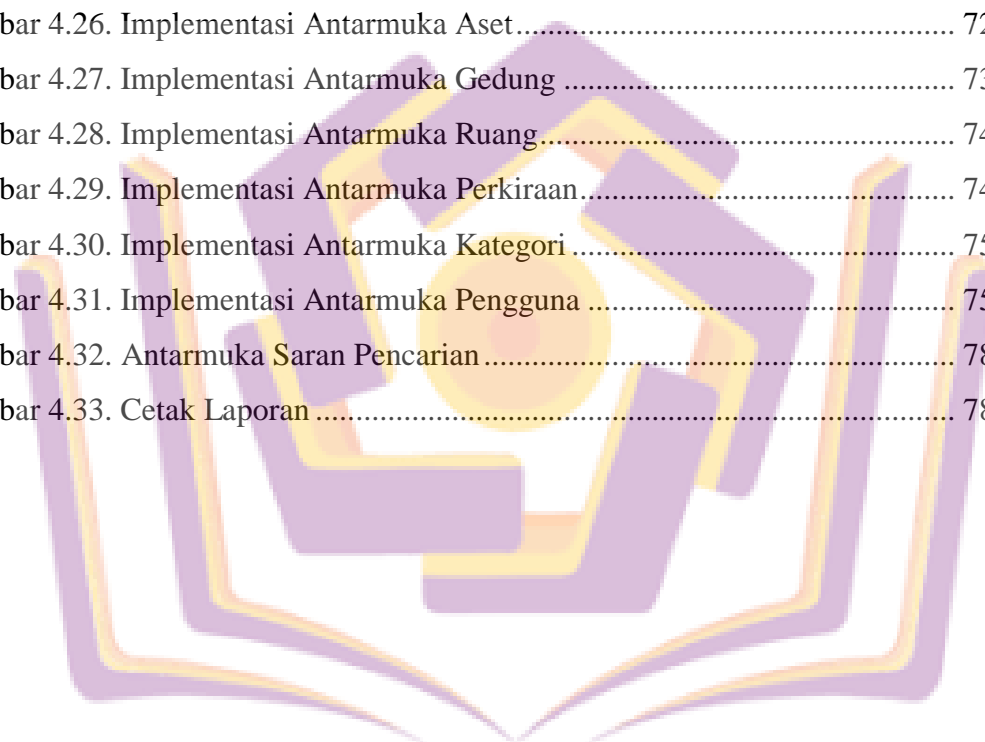 bar 4.26. Implementasi Antarmuka Aset............................................................ 72
bar 4.27. Implementasi Antarmuka Gedung ...................................................... 73
bar 4.28. Implementasi Antarmuka Ruang......................................................... 74
bar 4.29. Implementasi Antarmuka Perkiraan.................................................... 74
bar 4.30. Implementasi Antarmuka Kategori ..................................................... 75
bar 4.31. Implementasi Antarmuka Pengguna ................................................... 75
bar 4.32. Antarmuka Saran Pencarian................................................................ 78
bar 4.33. Cetak Laporan ..................................................................................... 78